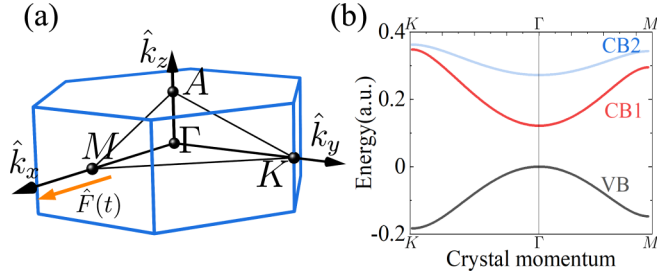 (a)
k̂z
A
M
Γ
k̂y
k̂x
K
F̂(t)
(b)
K Γ M
0.4
CB2
CB1
0.2
Energy(a.u.)
0
VB
-0.2
K Γ M
Crystal momentum